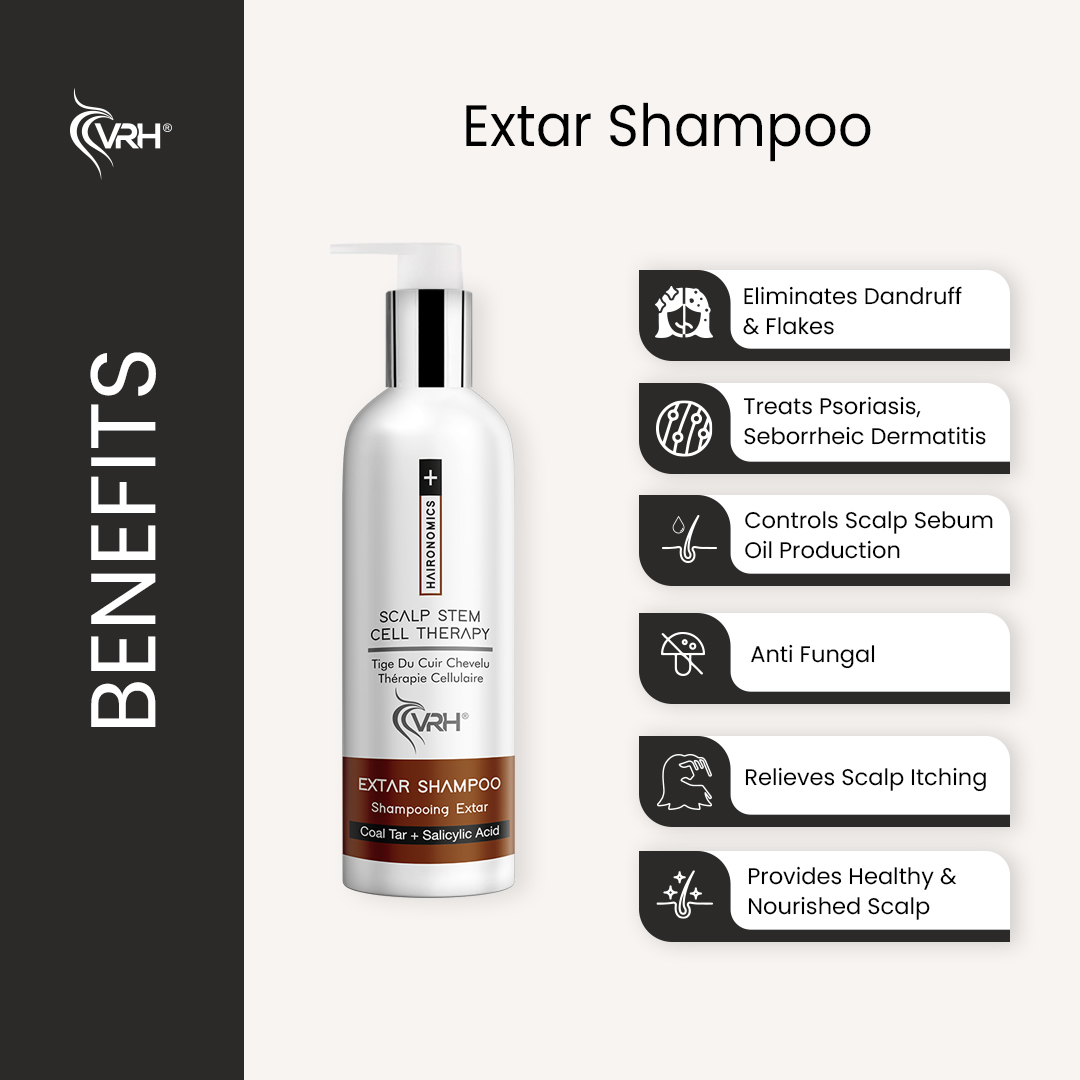 VRH®
BENEFITS
Extar Shampoo
+
HAIRONOMICS
SCALP STEM
CELL THERAPY
Tige Du Cuir Chevelu
Thérapie Cellulaire
VRH®
EXTAR SHAMPOO
Shampooing Extar
Coal Tar + Salicylic Acid
Eliminates Dandruff
& Flakes
Treats Psoriasis,
Seborrheic Dermatitis
Controls Scalp Sebum
Oil Production
Anti Fungal
Relieves Scalp Itching
Provides Healthy &
Nourished Scalp